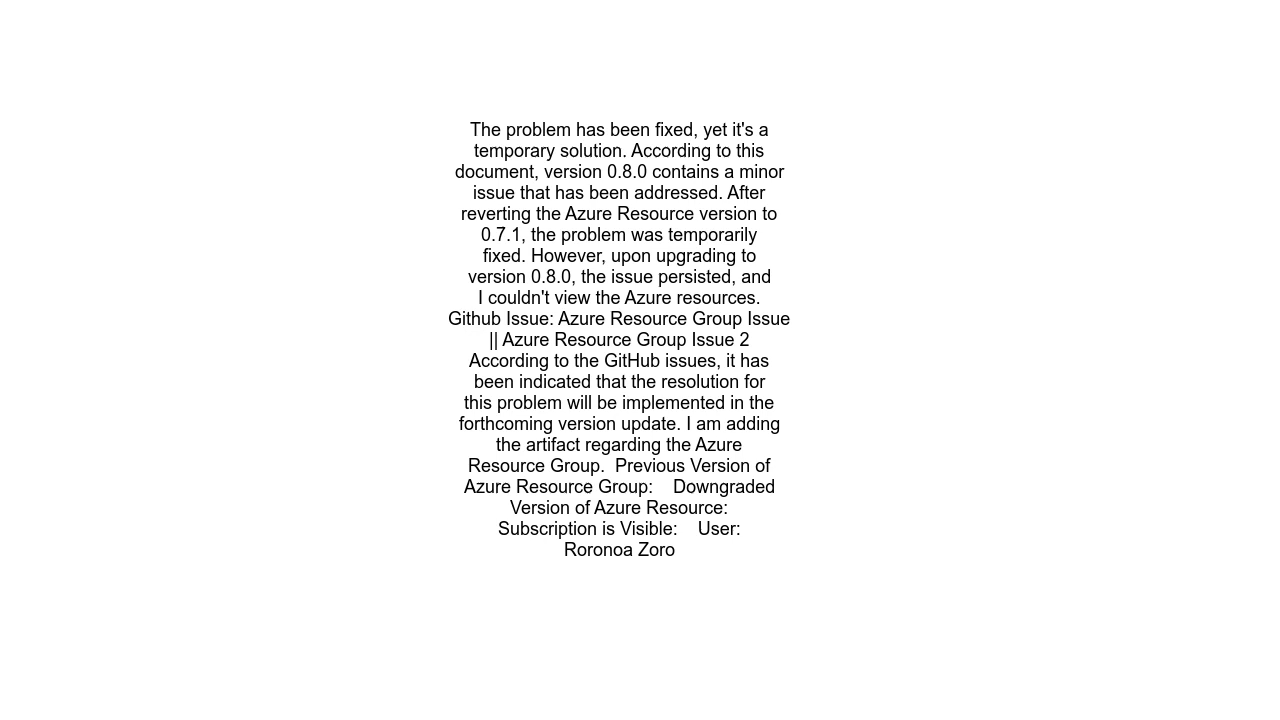 The problem has been fixed, yet it's a
temporary solution. According to this
document, version 0.8.0 contains a minor
issue that has been addressed. After
reverting the Azure Resource version to
0.7.1, the problem was temporarily
fixed. However, upon upgrading to
version 0.8.0, the issue persisted, and
I couldn't view the Azure resources.
Github Issue: Azure Resource Group Issue
|| Azure Resource Group Issue 2
According to the GitHub issues, it has
been indicated that the resolution for
this problem will be implemented in the
forthcoming version update. I am adding
the artifact regarding the Azure
Resource Group.  Previous Version of
Azure Resource Group:    Downgraded
Version of Azure Resource:
Subscription is Visible:    User:
Roronoa Zoro